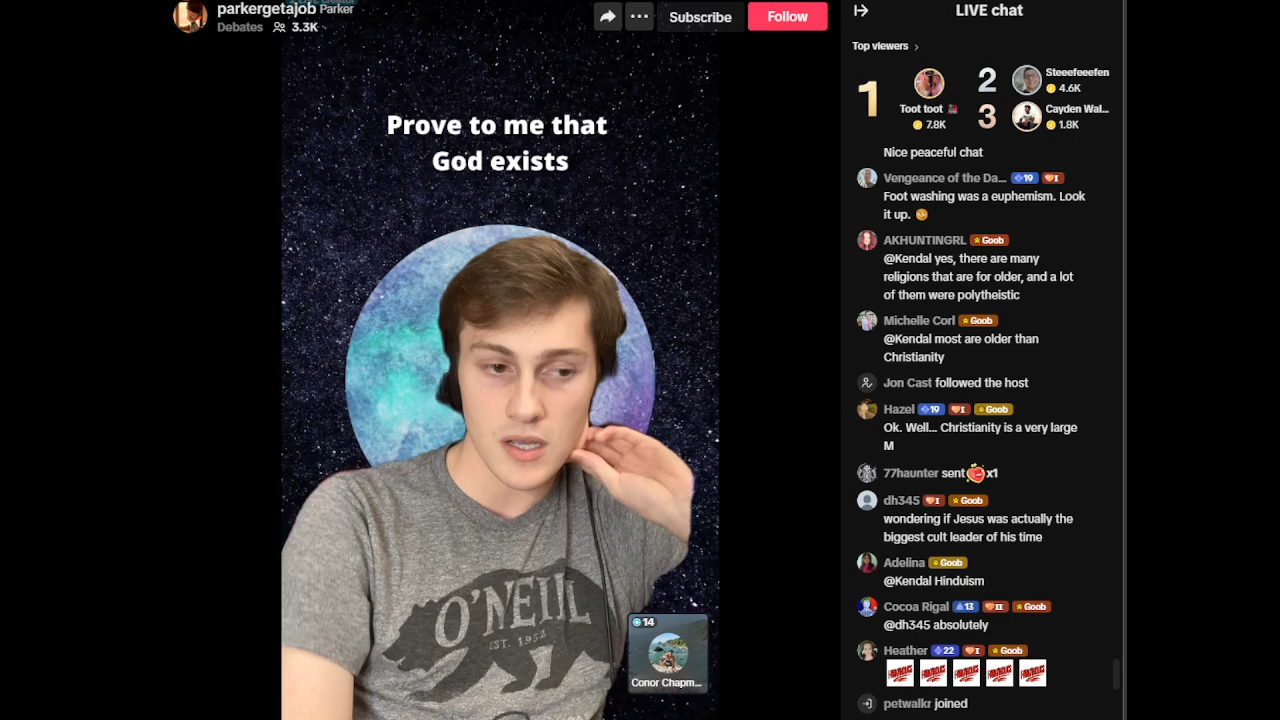 parkergetajob Parker
Debates 3.3K
Subscribe
Follow
Prove to me that
God exists
O'NEILL
EST. 1952
14
Conor Chapm...
LIVE chat
Top viewers
1
Toot toot
7.8K
2
Steeefeeefen
4.6K
3
Cayden Wal...
1.8K
Nice peaceful chat
Vengeance of the Da... 19 I
Foot washing was a euphemism. Look
it up.
AKHUNTINGRL Goob
@Kendal yes, there are many
religions that are for older, and a lot
of them were polytheistic
Michelle Corl Goob
@Kendal most are older than
Christianity
Jon Cast followed the host
Hazel 19 I Goob
Ok. Well... Christianity is a very large
M
77haunter sent x1
dh345 I Goob
wondering if Jesus was actually the
biggest cult leader of his time
Adelina Goob
@Kendal Hinduism
Cocoa Rigal 13 II Goob
@dh345 absolutely
Heather 22 I Goob
petwalkr joined